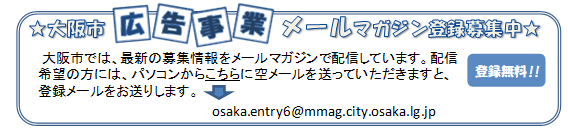 ★大阪市 広告事業 メールマガジン登録募集中★
大阪市では、最新の募集情報をメールマガジンで配信しています。配信
希望の方には、パソコンからこちらに空メールを送っていただきますと、
登録メールをお送りします。
登録無料!!
osaka.entry6@mmag.city.osaka.lg.jp